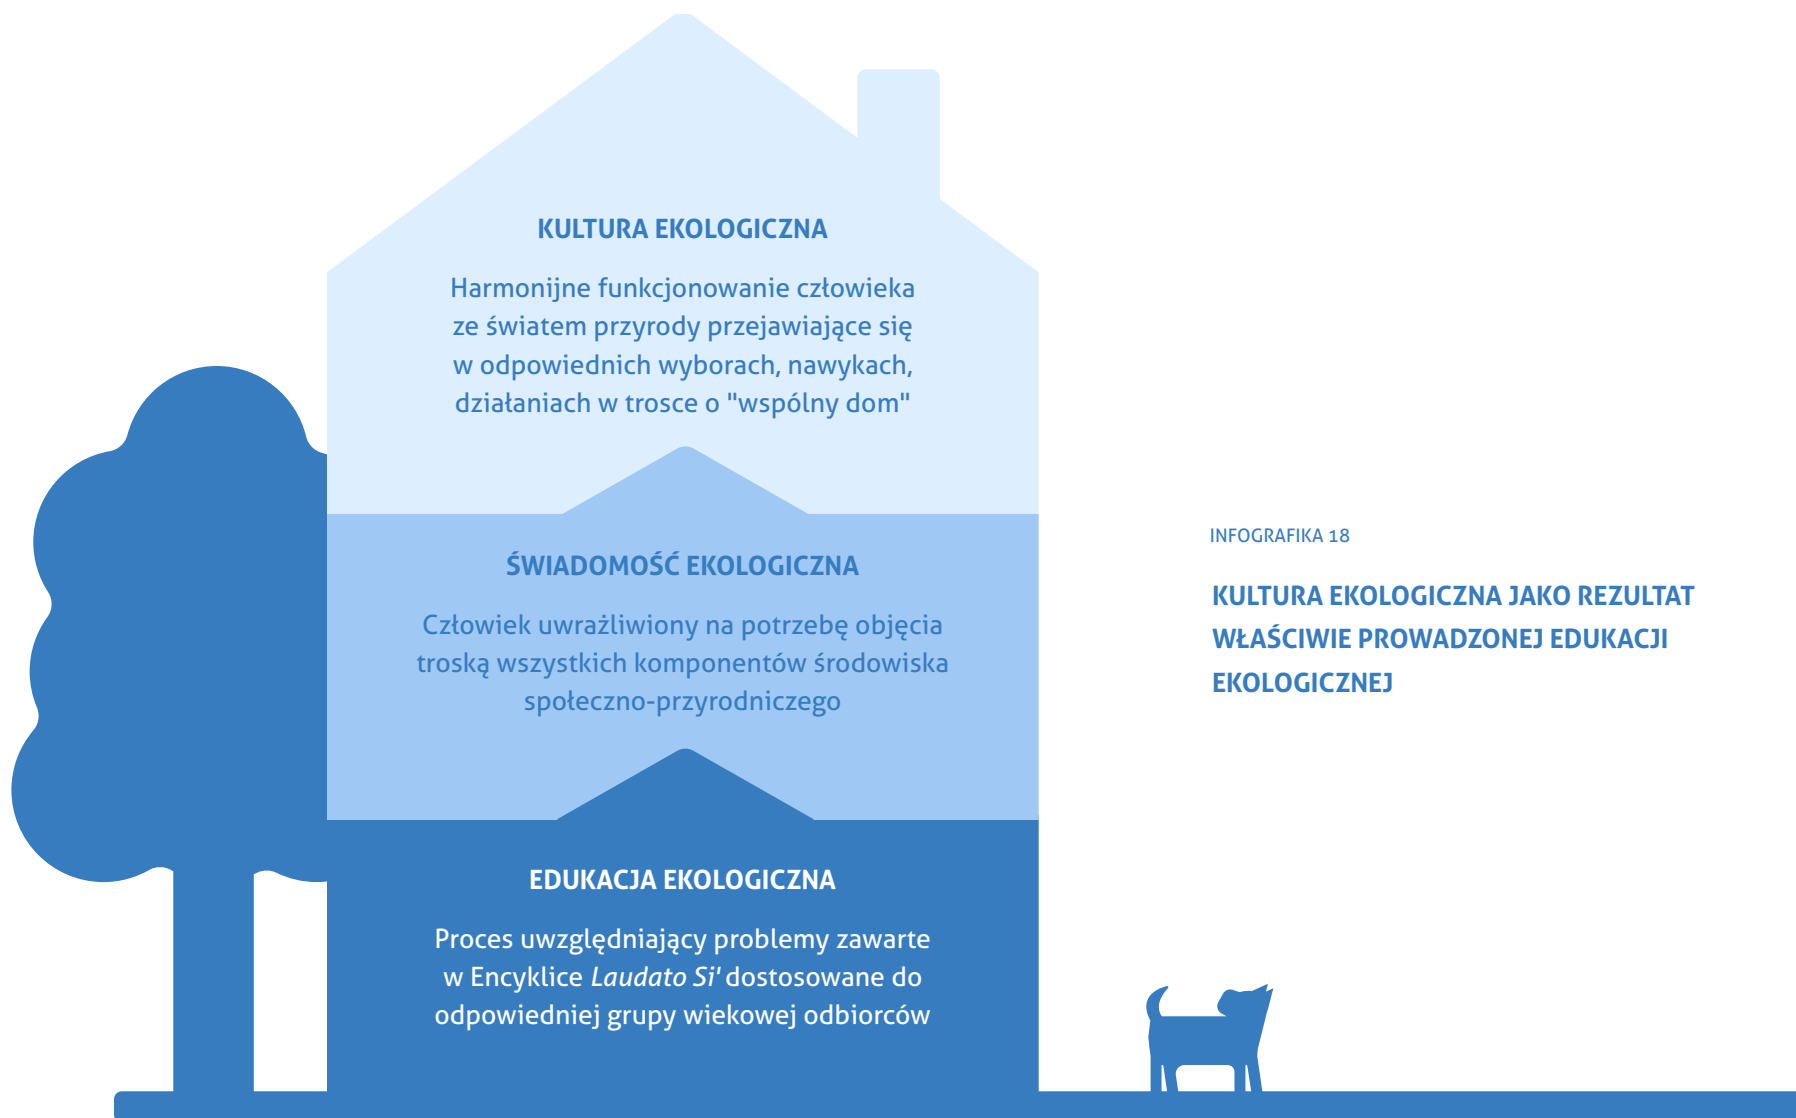 KULTURA EKOLOGICZNA
Harmonijne funkcjonowanie człowieka
ze światem przyrody przejawiające się
w odpowiednich wyborach, nawykach,
działaniach w trosce o "wspólny dom"
ŚWIADOMOŚĆ EKOLOGICZNA
Człowiek uwrażliwiony na potrzebę objęcia
troską wszystkich komponentów środowiska
społeczno-przyrodniczego
EDUKACJA EKOLOGICZNA
Proces uwzględniający problemy zawarte
w Encyklice Laudato Si' dostosowane do
odpowiedniej grupy wiekowej odbiorców
INFOGRAFIKA 18
KULTURA EKOLOGICZNA JAKO REZULTAT
WŁAŚCIWIE PROWADZONEJ EDUKACJI
EKOLOGICZNEJ